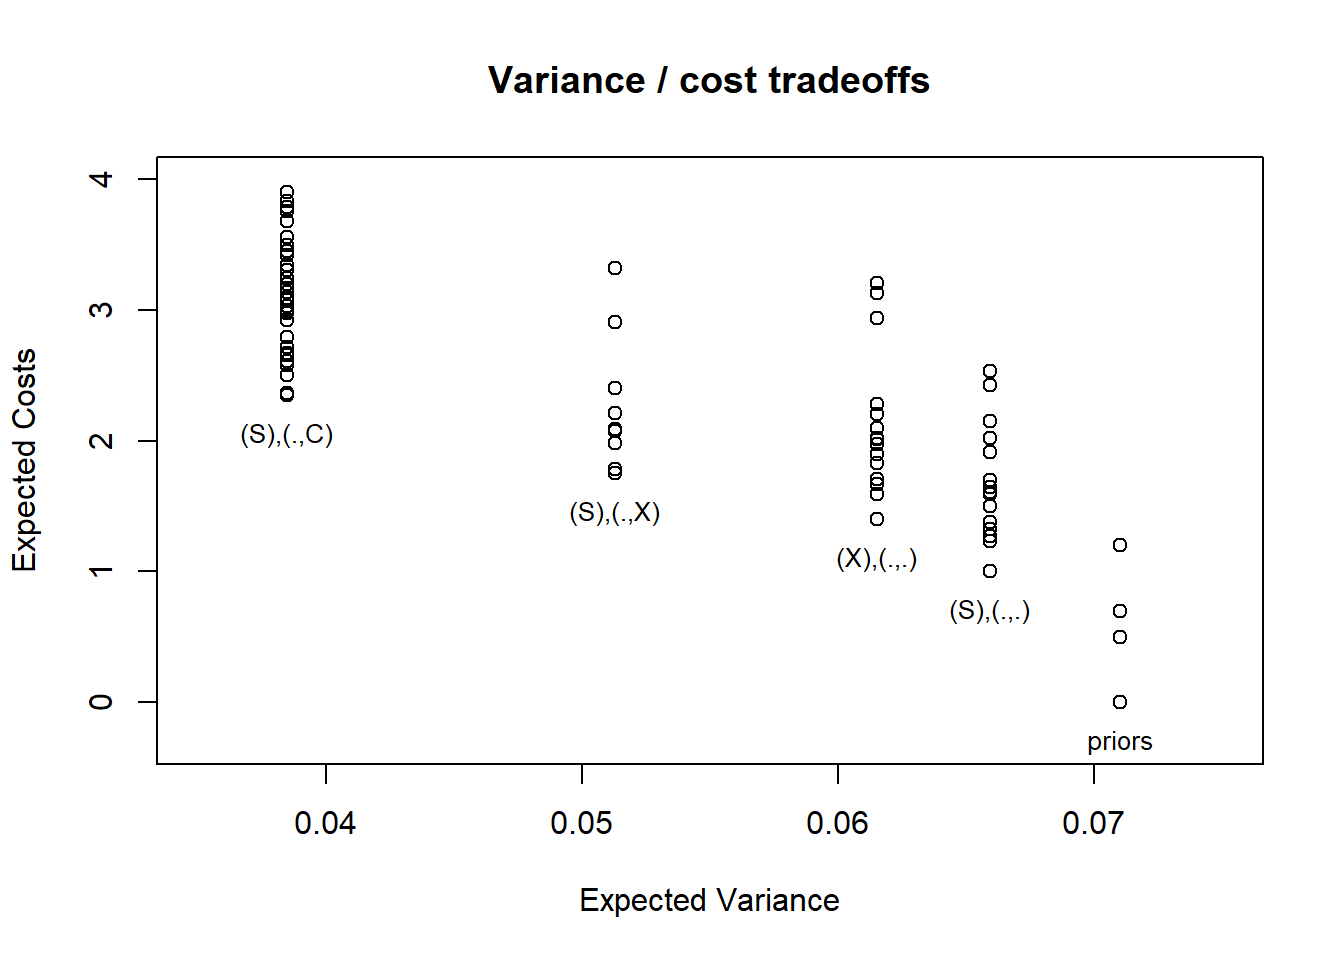 Variance / cost tradeoffs
Expected Costs
4
3
2
1
0
(S),(.,C)
(S),(.,X)
(X),(.,.)
(S),(.,.)
priors
0.04
0.05
0.06
0.07
Expected Variance